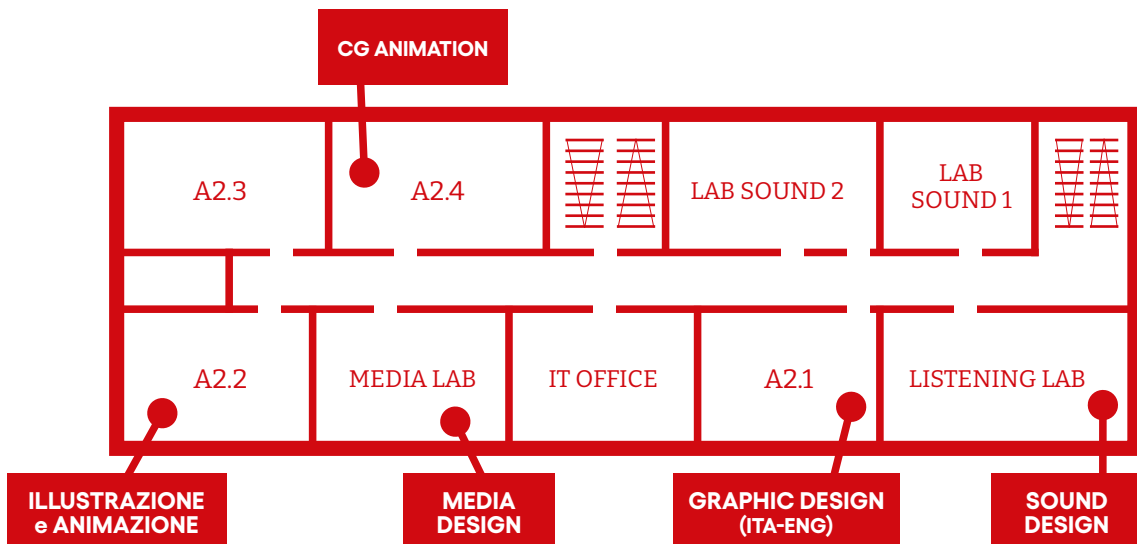 CG ANIMATION
A2.3
A2.4
LAB SOUND 2
LAB
SOUND 1
A2.2
MEDIA LAB
IT OFFICE
A2.1
LISTENING LAB
ILLUSTRAZIONE
e ANIMAZIONE
MEDIA
DESIGN
GRAPHIC DESIGN
(ITA-ENG)
SOUND
DESIGN